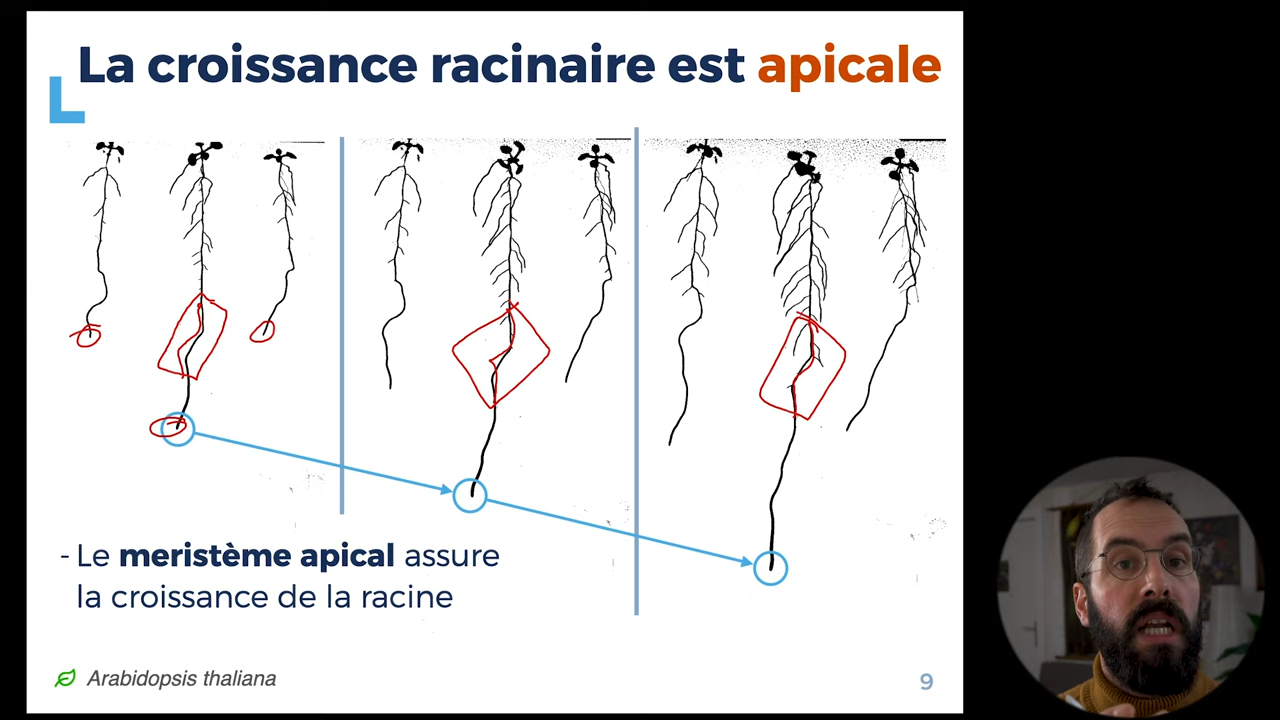 La croissance racinaire est apicale
- Le meristème apical assure
la croissance de la racine
Arabidopsis thaliana
9